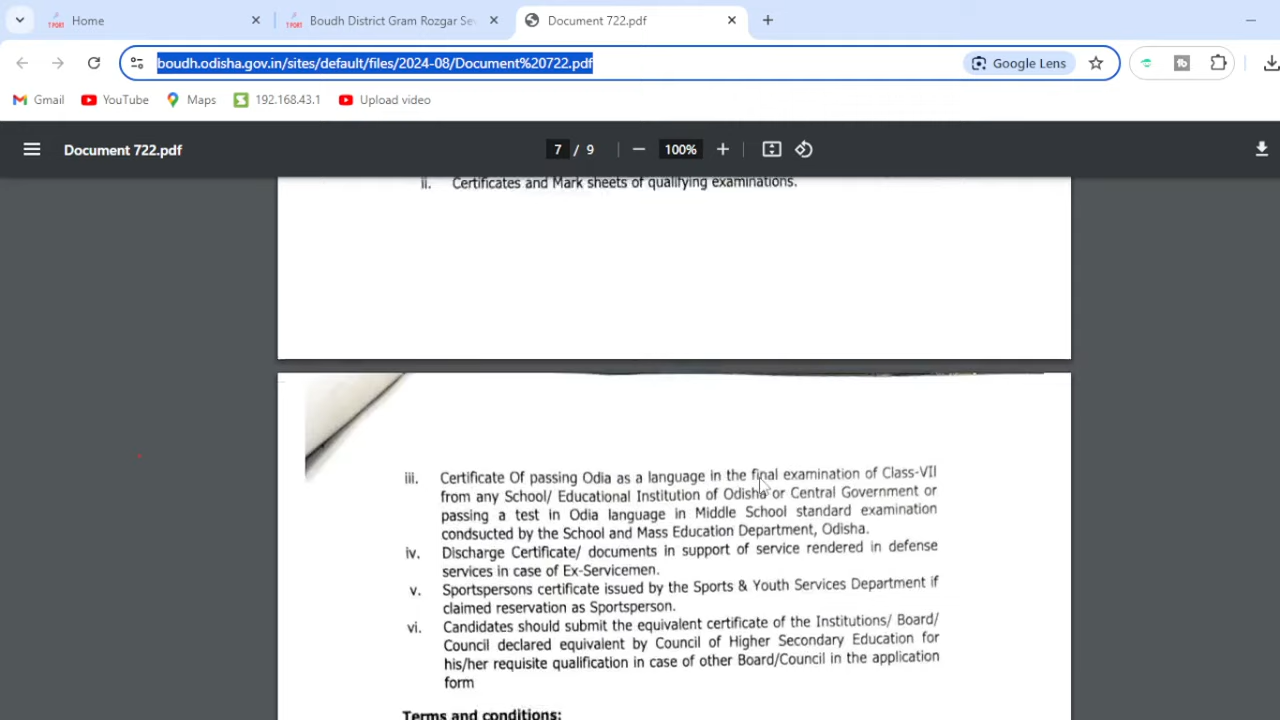 T PORT Home
T PORT Boudh District Gram Rozgar Se
Document 722.pdf
boudh.odisha.gov.in/sites/default/files/2024-08/Document%20722.pdf
Google Lens
Gmail
YouTube
Maps
192.168.43.1
Upload video
Document 722.pdf
7 / 9
100%
ii. Certificates and Mark sheets of qualifying examinations.
iii. Certificate Of passing Odia as a language in the final examination of Class-VII
from any School/ Educational Institution of Odisha or Central Government or
passing a test in Odia language in Middle School standard examination
condsucted by the School and Mass Education Department, Odisha.
iv. Discharge Certificate/ documents in support of service rendered in defense
services in case of Ex-Servicemen.
v. Sportspersons certificate issued by the Sports & Youth Services Department if
claimed reservation as Sportsperson.
vi. Candidates should submit the equivalent certificate of the Institutions/ Board/
Council declared equivalent by Council of Higher Secondary Education for
his/her requisite qualification in case of other Board/Council in the application
form
Terms and conditions: